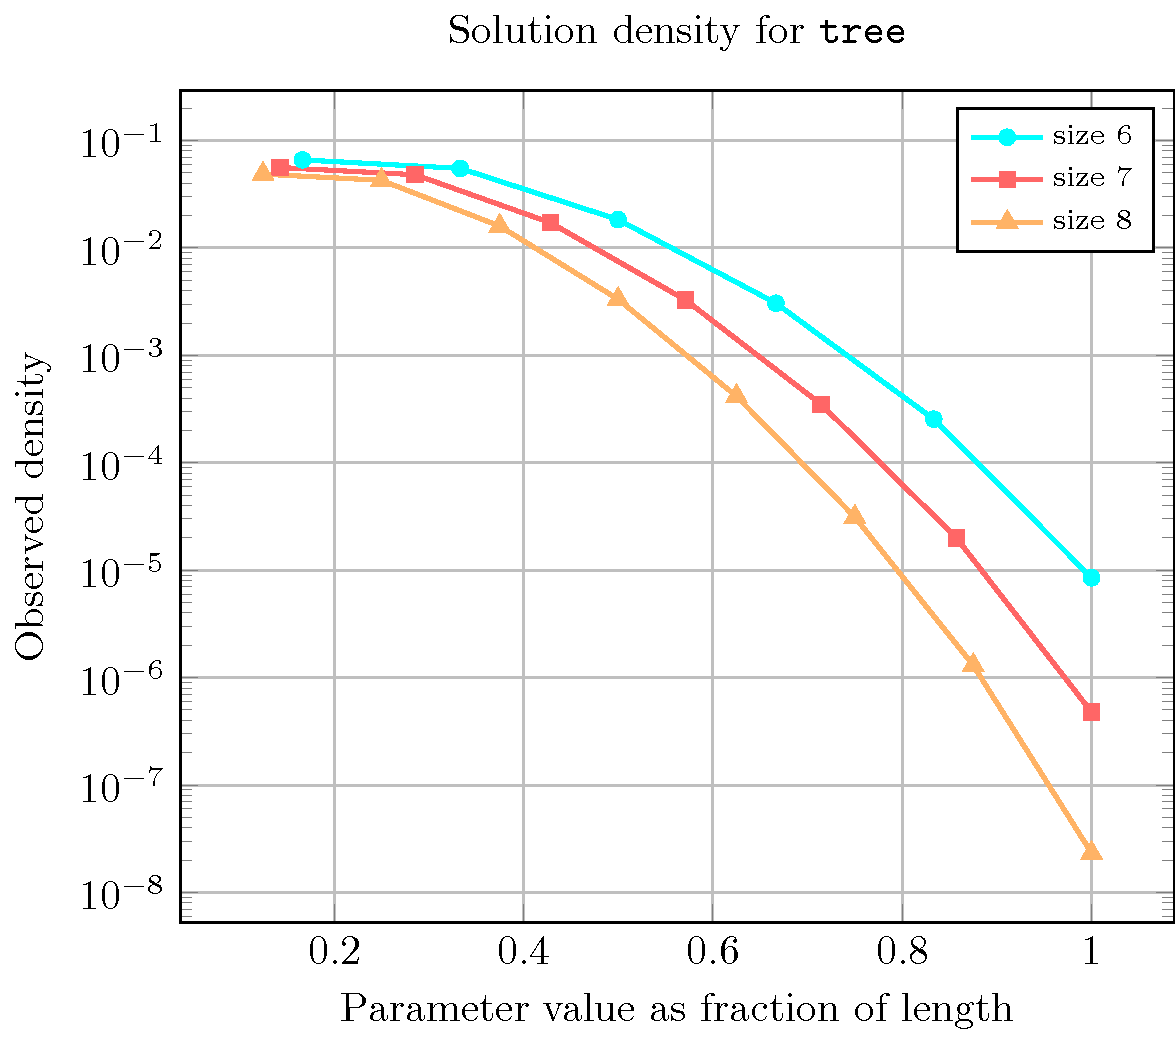 Solution density for tree
size 6
size 7
size 8
10⁻¹
10⁻²
10⁻³
10⁻⁴
10⁻⁵
10⁻⁶
10⁻⁷
10⁻⁸
Observed density
0.2 0.4 0.6 0.8 1
Parameter value as fraction of length